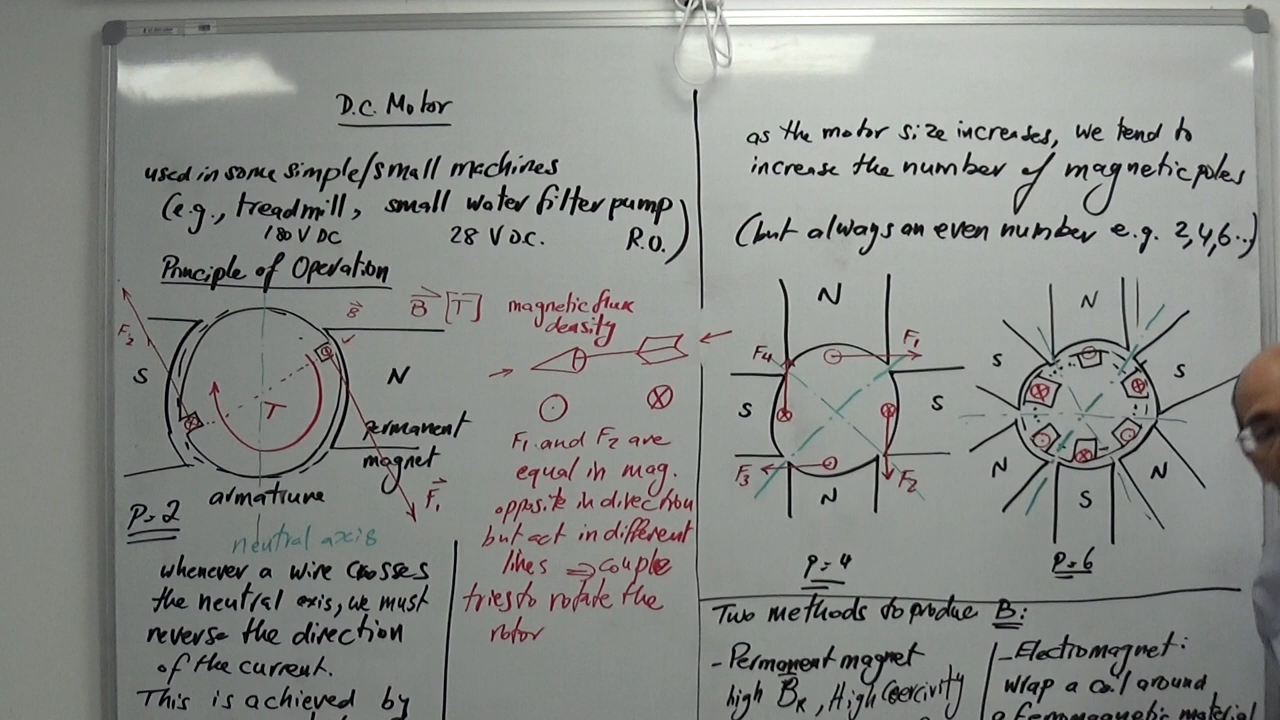 D.C. Motor
used in some simple/small machines
(e.g., treadmill, small water filter pump)
180 V DC 28 V DC. R.O.
Principle of Operation
B
B [T] magnetic flux
density
F₂
S
N
T
permanent
magnet
F₁
armature
P=2
neutral axis
whenever a wire crosses
the neutral axis, we must
reverse the direction
of the current.
This is achieved by
F₁ and F₂ are
equal in mag.
opposite in direction
but act in different
lines ⇒ couple
tries to rotate the
rotor
as the motor size increases, we tend to
increase the number of magnetic poles
(but always an even number e.g. 2,4,6..)
N
F₄ F₁
S S
F₃ F₂
N
P=4
N
S S
N N
S
P=6
Two methods to produce B:
- Permanent magnet
high BR, High Coercivity
- Electromagnet:
wrap a coil around
a ferromagnetic material